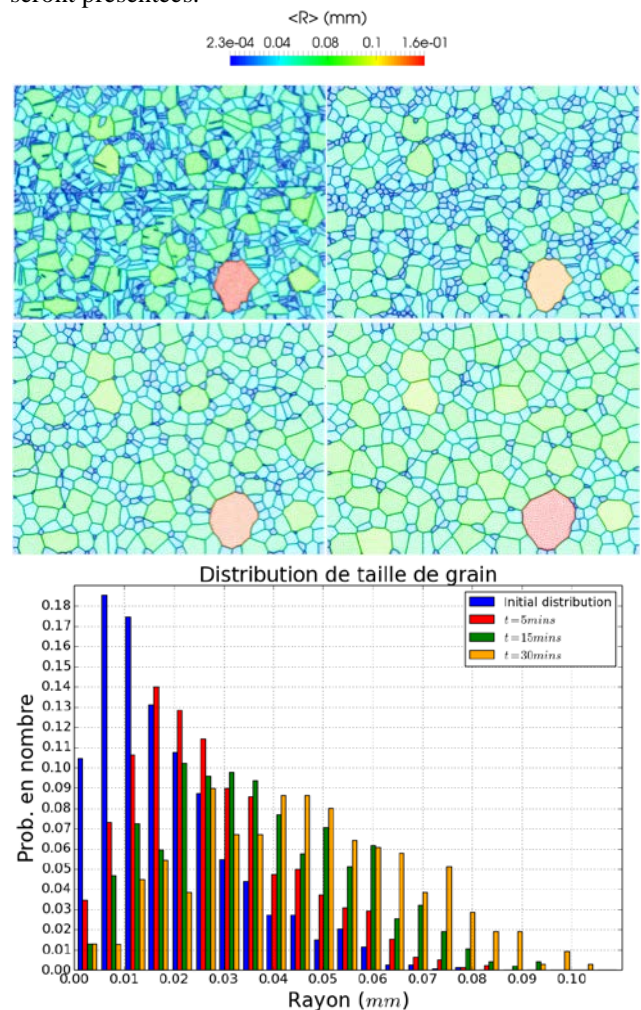 seront présentées.
<R> (mm)
2.3e-04 0.04 0.08 0.1 1.6e-01
Distribution de taille de grain
Initial distribution
t=5mins
t=15mins
t=30mins
Prob. en nombre
0.18
0.17
0.16
0.15
0.14
0.13
0.12
0.11
0.10
0.09
0.08
0.07
0.06
0.05
0.04
0.03
0.02
0.01
0.00
0.00 0.01 0.02 0.03 0.04 0.05 0.06 0.07 0.08 0.09 0.10
Rayon (mm)